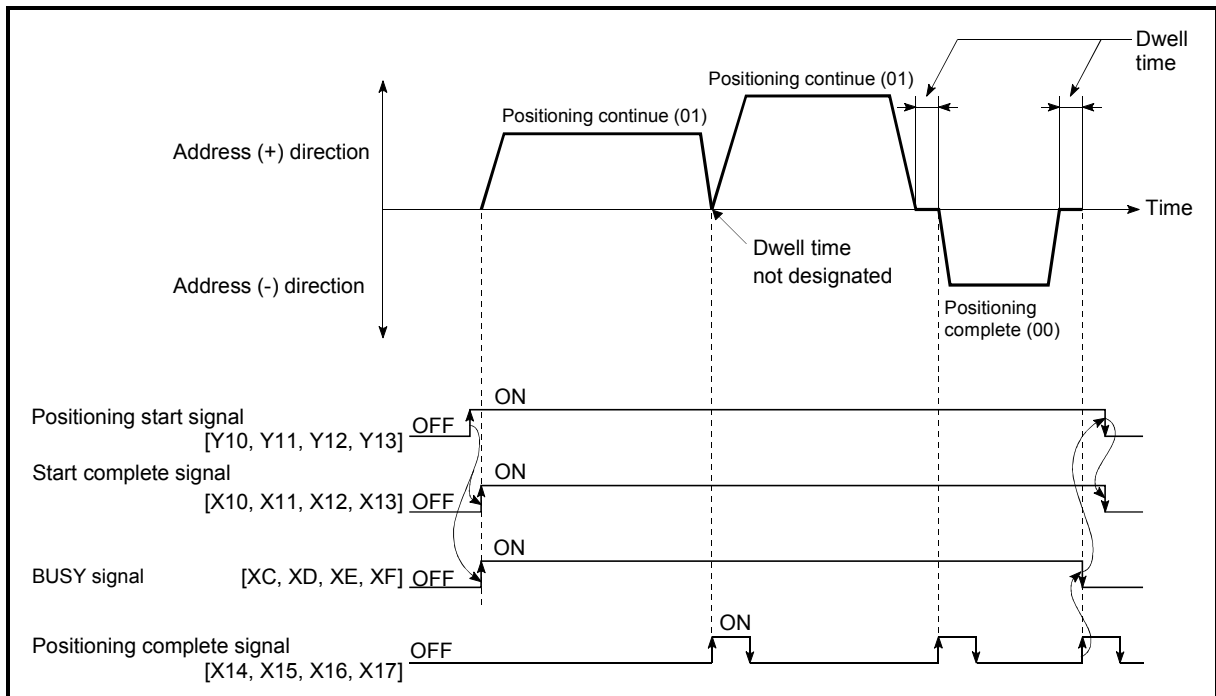 Dwell
time
Positioning continue (01)
Positioning continue (01)
Address (+) direction
Time
Dwell time
not designated
Address (-) direction
Positioning
complete (00)
ON
Positioning start signal
OFF
[Y10, Y11, Y12, Y13]
Start complete signal
ON
[X10, X11, X12, X13] OFF
ON
BUSY signal [XC, XD, XE, XF] OFF
ON
Positioning complete signal
OFF
[X14, X15, X16, X17]